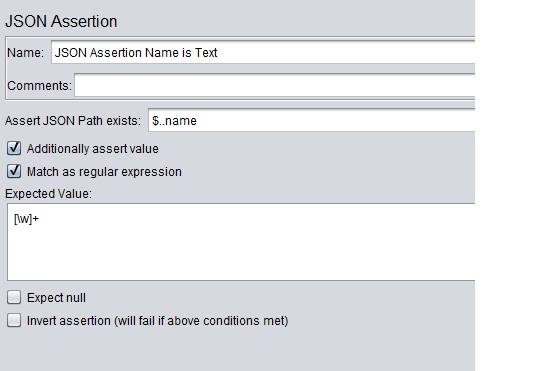 JSON Assertion
Name: JSON Assertion Name is Text
Comments:
Assert JSON Path exists: $..name
Additionally assert value
Match as regular expression
Expected Value:
[\w]+
Expect null
Invert assertion (will fail if above conditions met)